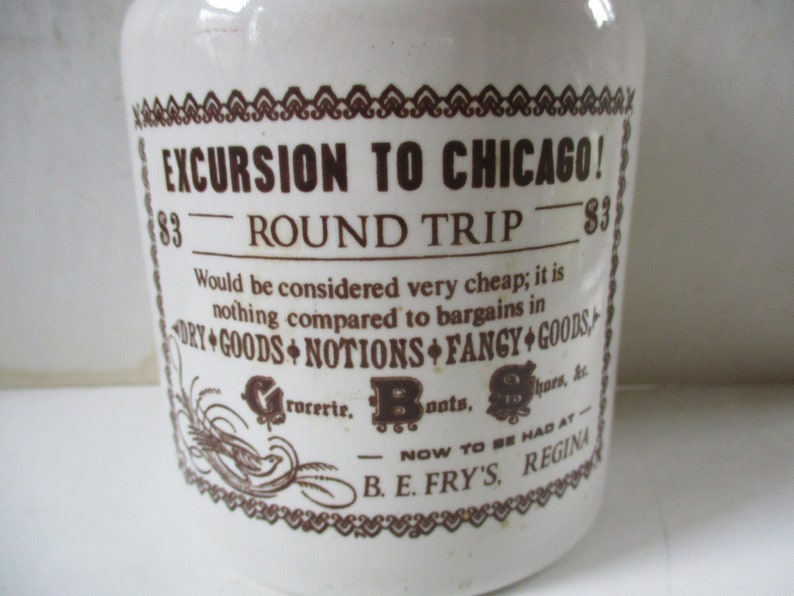 EXCURSION TO CHICAGO!
$3 — ROUND TRIP — $3
Would be considered very cheap; it is
nothing compared to bargains in
DRY GOODS NOTIONS FANCY GOODS,
Grocerie. Boots. Shoes, &c.
— NOW TO BE HAD AT —
B. E. FRY'S, REGINA